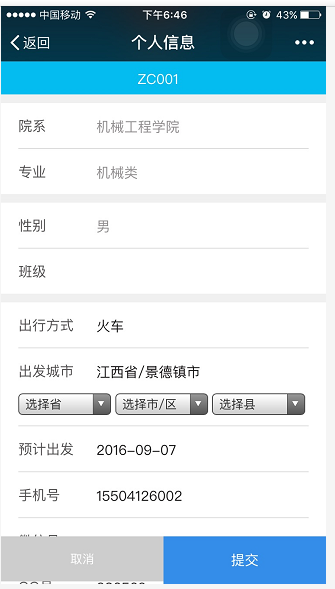 中国移动 下午6:46 43%
返回 个人信息
ZC001
院系 机械工程学院
专业 机械类
性别 男
班级
出行方式 火车
出发城市 江西省/景德镇市
选择省 选择市/区 选择县
预计出发 2016-09-07
手机号 15504126002
取消 提交